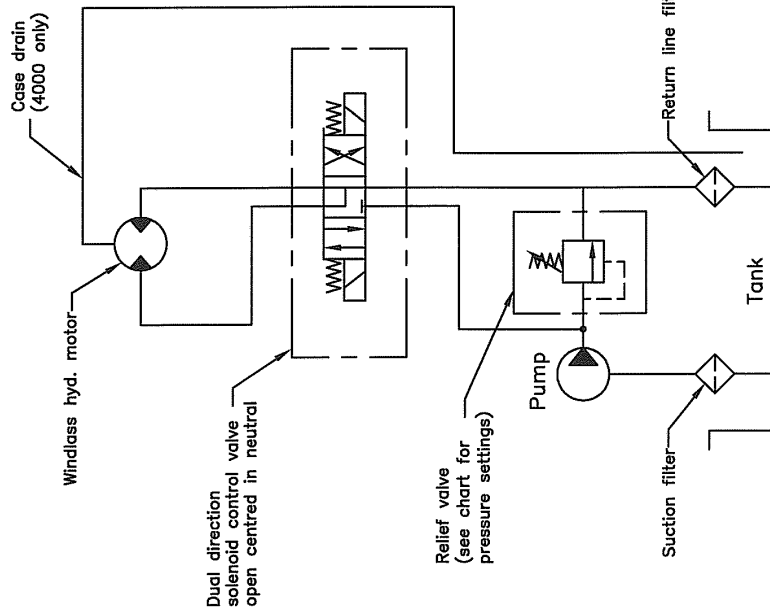 Case drain
(4000 only)
Windlass hyd. motor
Dual direction
solenoid control valve
open centred in neutral
Relief valve
(see chart for
pressure settings)
Pump
Suction filter
Return line fil
Tank